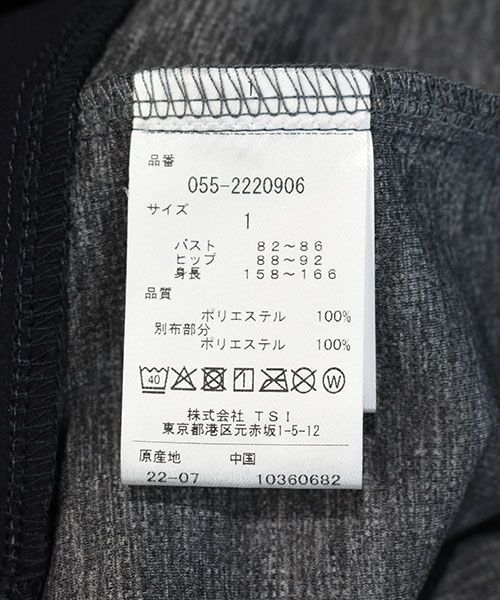 1
品番
055-2220906
サイズ
1
バスト 82～86
ヒップ 88～92
身長 158～166
品質
ポリエステル 100%
別布部分
ポリエステル 100%
40 W
株式会社 TSI
東京都港区元赤坂1-5-12
原産地 中国
22-07 10360682